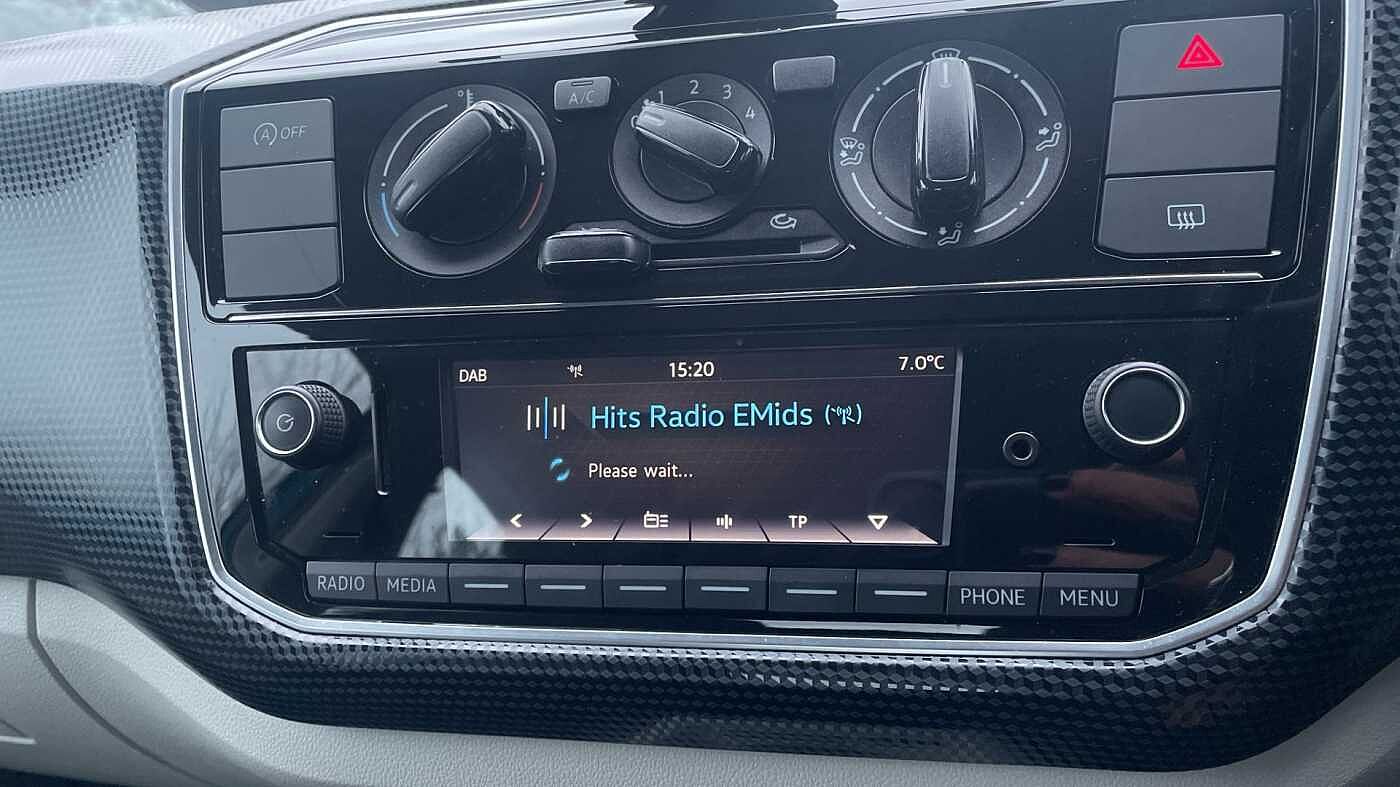 A OFF
A/C
1 2 3 4
DAB 15:20 7.0°C
Hits Radio EMids
Please wait...
< > TP
RADIO MEDIA PHONE MENU